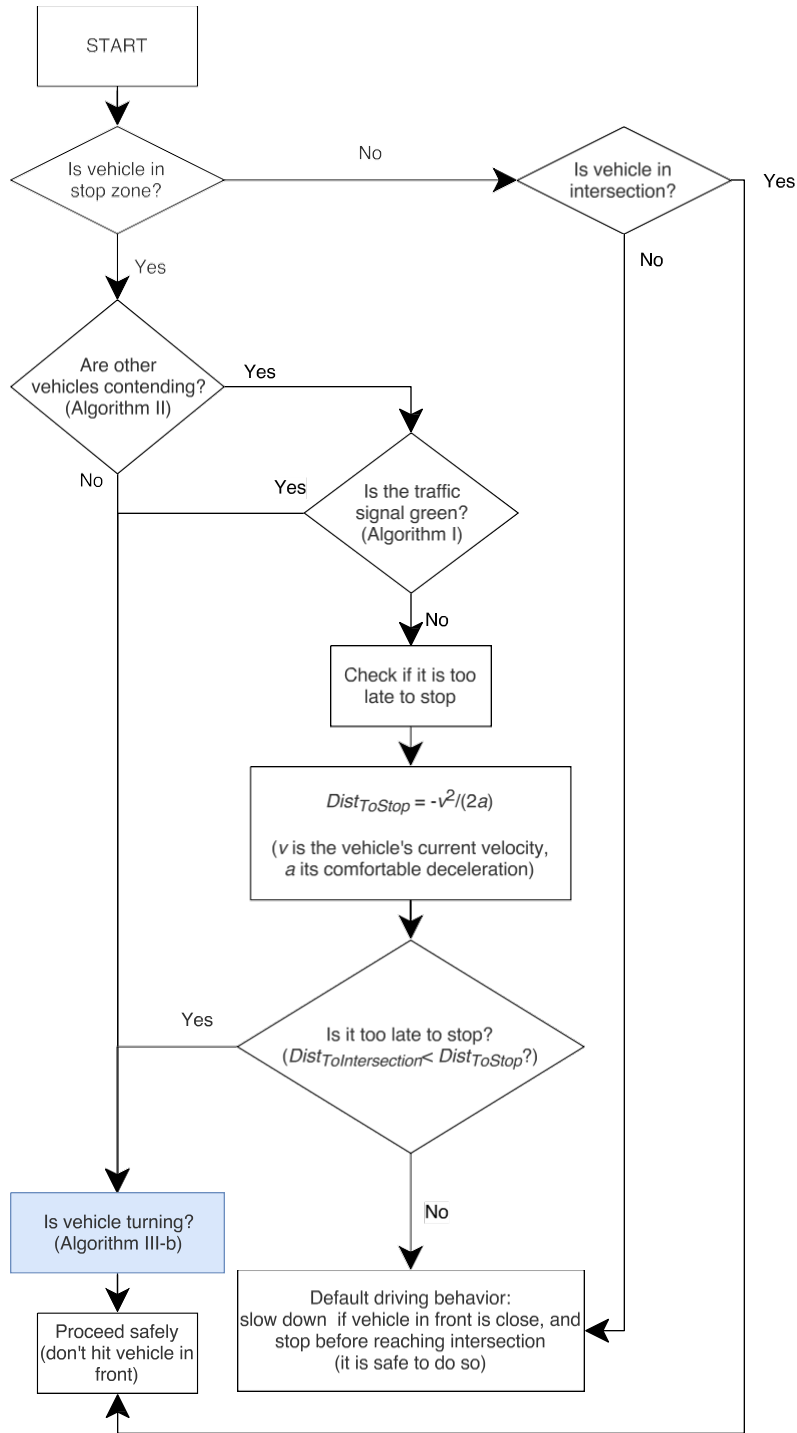 START
Is vehicle in
stop zone?
No
Is vehicle in
intersection?
Yes
Yes
No
Are other
vehicles contending?
(Algorithm II)
Yes
No
Yes
Is the traffic
signal green?
(Algorithm I)
No
Check if it is too
late to stop
Dist_ToStop = -v²/(2a)
(v is the vehicle's current velocity,
a its comfortable deceleration)
Yes
Is it too late to stop?
(Dist_ToIntersection< Dist_ToStop?)
No
Is vehicle turning?
(Algorithm III-b)
Default driving behavior:
slow down if vehicle in front is close, and
stop before reaching intersection
(it is safe to do so)
Proceed safely
(don't hit vehicle in
front)